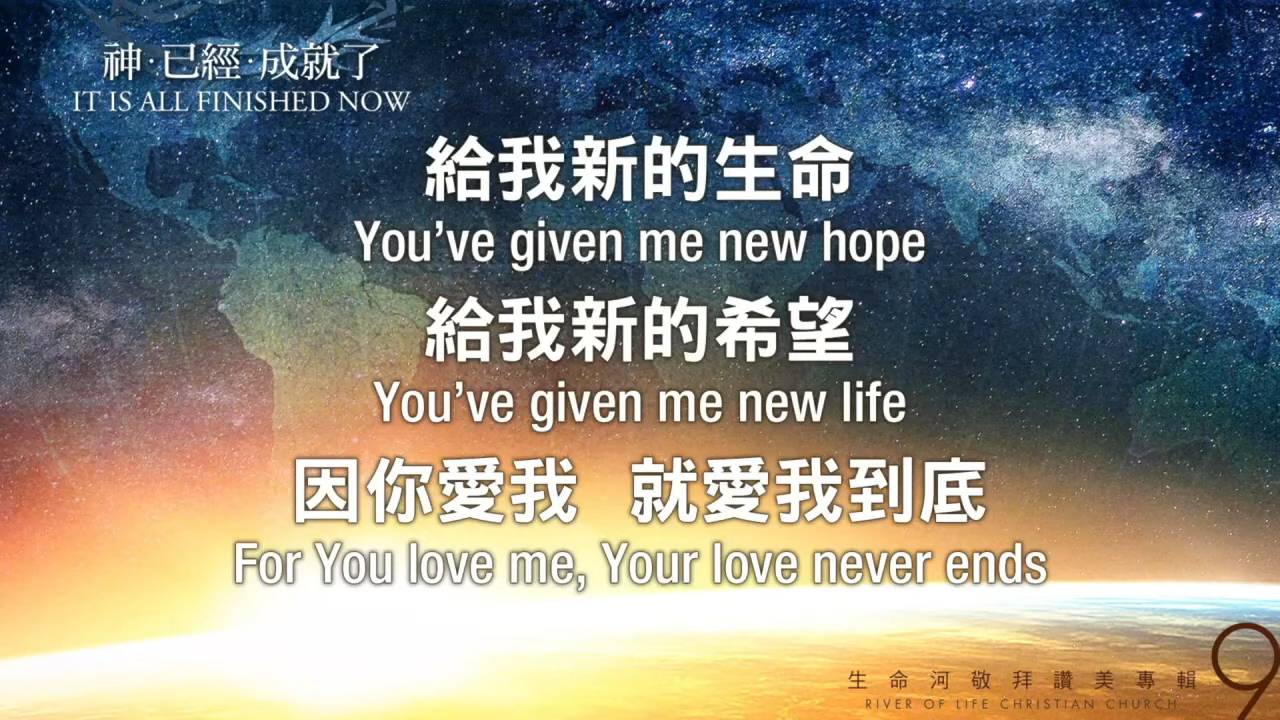 神·已經·成就了
IT IS ALL FINISHED NOW
給我新的生命
You've given me new hope
給我新的希望
You've given me new life
因你愛我 就愛我到底
For You love me, Your love never ends
生命河敬拜讚美專輯
RIVER OF LIFE CHRISTIAN CHURCH
9